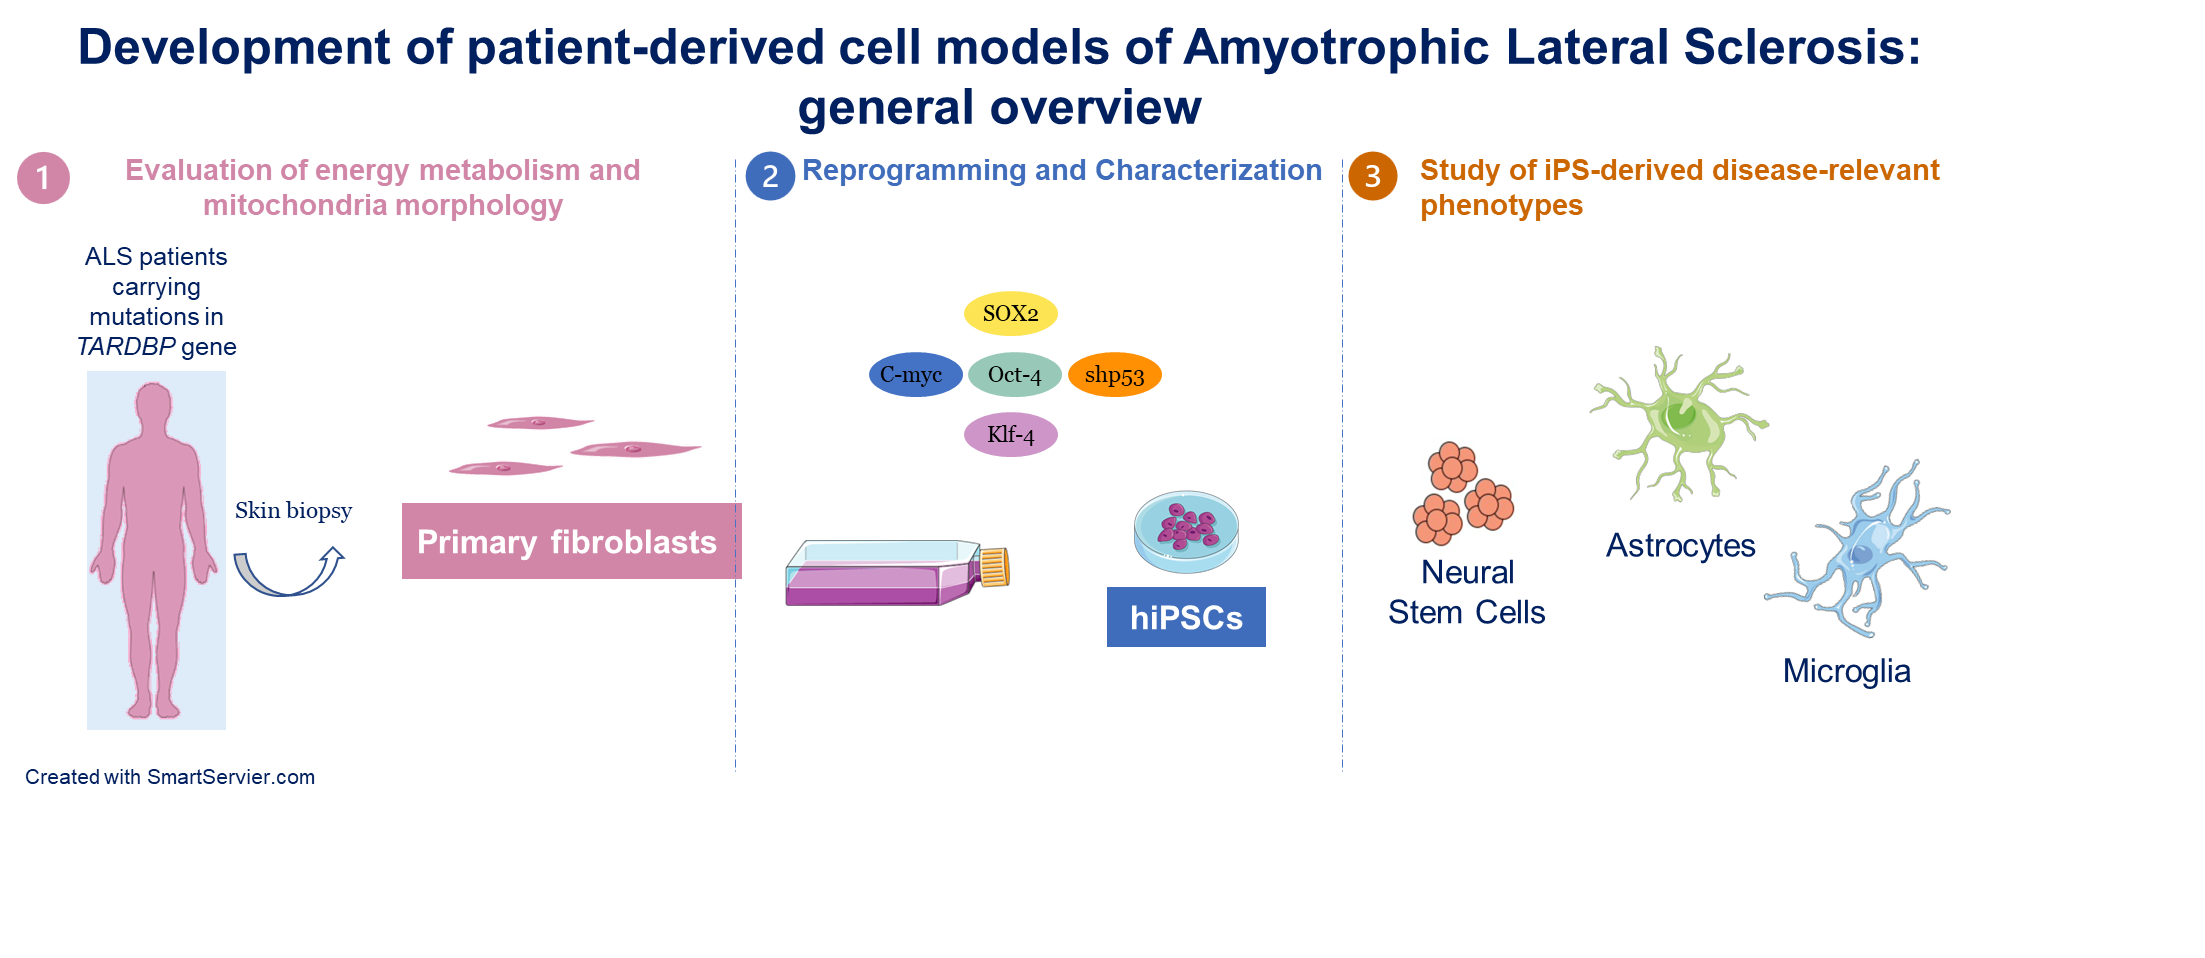 Development of patient-derived cell models of Amyotrophic Lateral Sclerosis:
general overview
1
Evaluation of energy metabolism and
mitochondria morphology
ALS patients
carrying
mutations in
TARDBP gene
Skin biopsy
Primary fibroblasts
Created with SmartServier.com
2
Reprogramming and Characterization
SOX2
C-myc
Oct-4
shp53
Klf-4
hiPSCs
3
Study of iPS-derived disease-relevant
phenotypes
Neural
Stem Cells
Astrocytes
Microglia